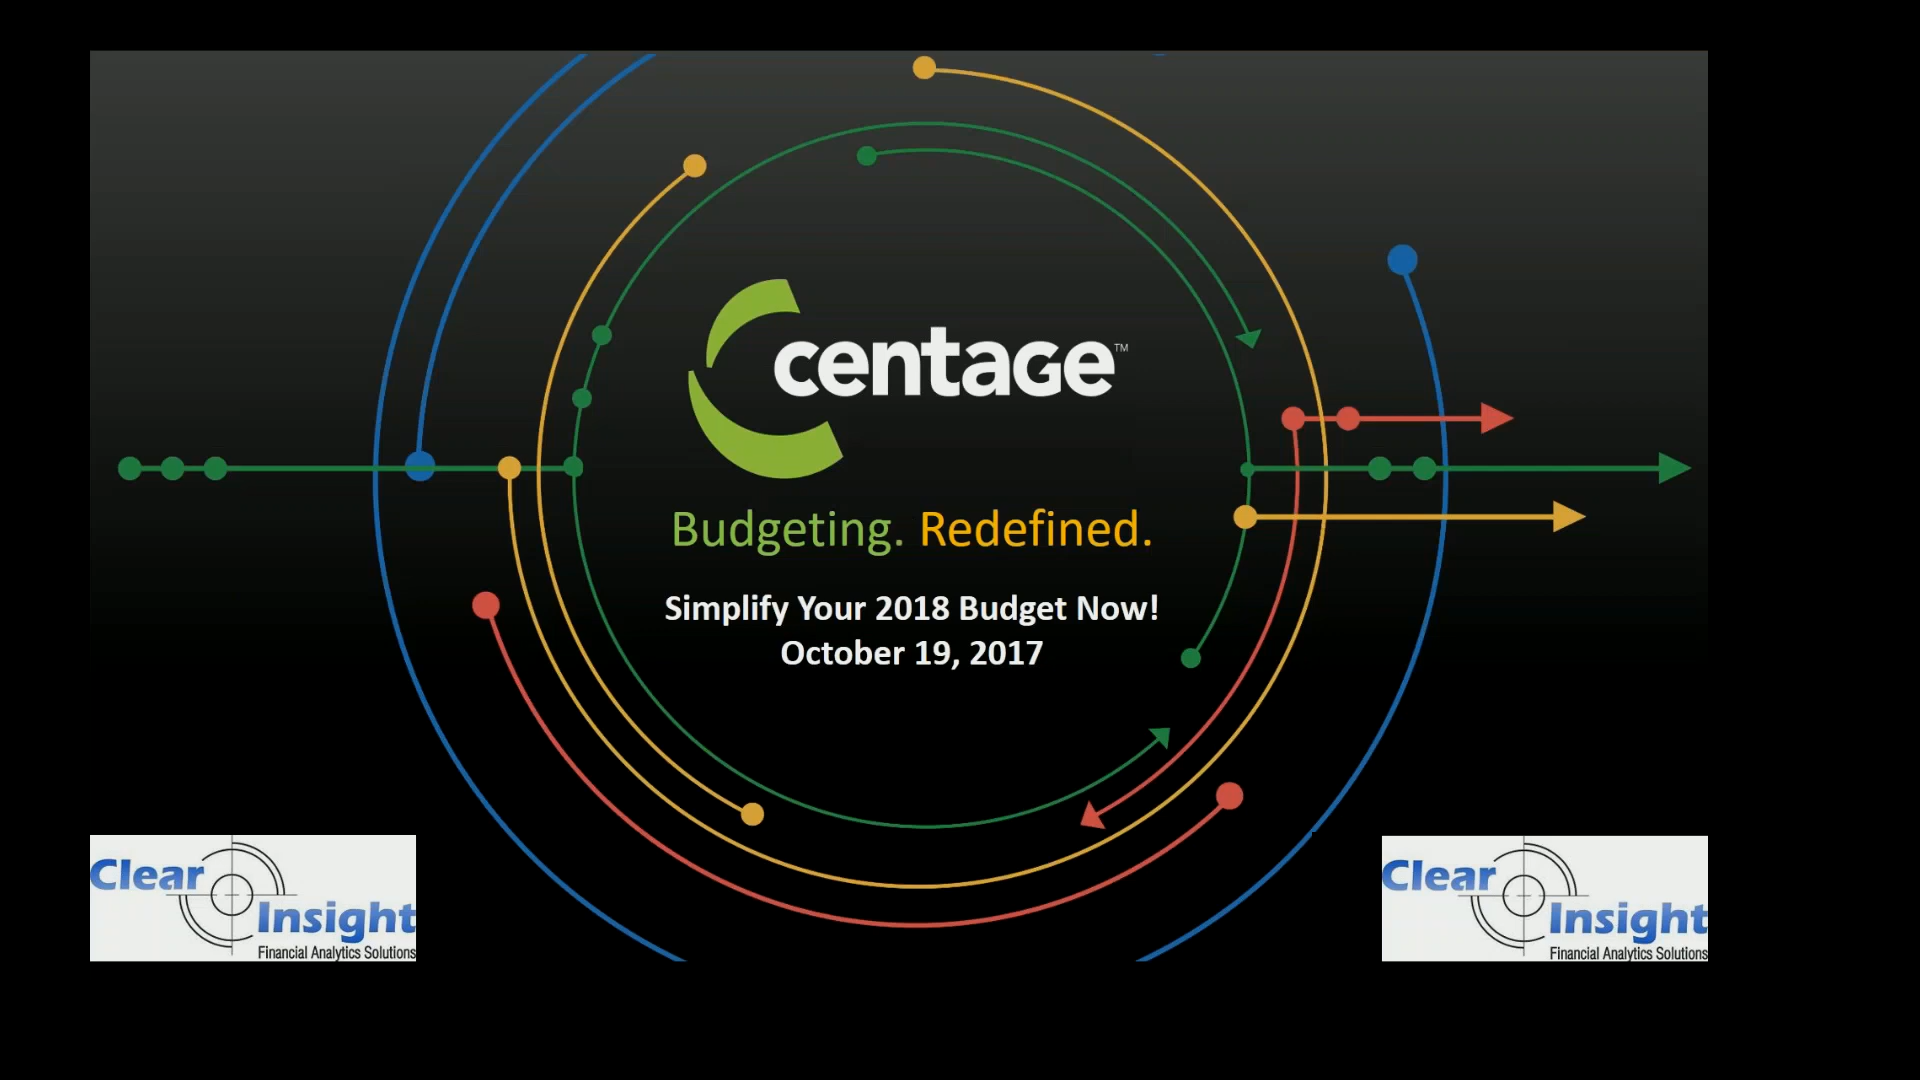 centage™
Budgeting. Redefined.
Simplify Your 2018 Budget Now!
October 19, 2017
Clear
Insight
Financial Analytics Solutions
Clear
Insight
Financial Analytics Solutions